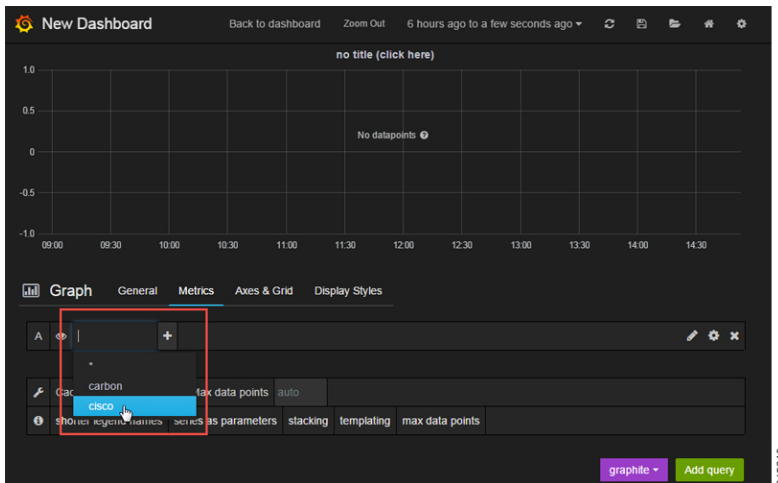 New Dashboard Back to dashboard Zoom Out 6 hours ago to a few seconds ago
no title (click here)
1.0
0.5
No datapoints
0
-0.5
-1.0
09:00 09:30 10:00 10:30 11:00 11:30 12:00 12:30 13:00 13:30 14:00 14:30
Graph General Metrics Axes & Grid Display Styles
A
*
carbon
cisco
Max data points auto
shorter legend names series as parameters stacking templating max data points
graphite Add query